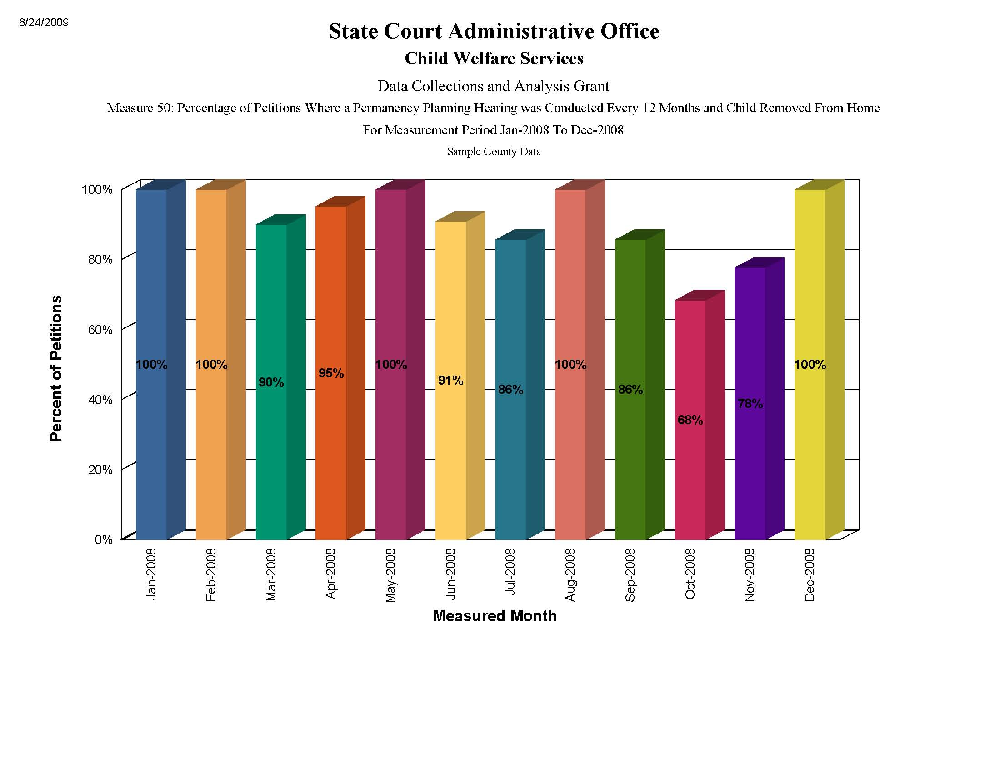 8/24/2009
State Court Administrative Office
Child Welfare Services
Data Collections and Analysis Grant
Measure 50: Percentage of Petitions Where a Permanency Planning Hearing was Conducted Every 12 Months and Child Removed From Home
For Measurement Period Jan-2008 To Dec-2008
Sample County Data
Percent of Petitions
100%
80%
60%
40%
20%
0%
100%
100%
90%
95%
100%
91%
86%
100%
86%
68%
78%
100%
Jan-2008
Feb-2008
Mar-2008
Apr-2008
May-2008
Jun-2008
Jul-2008
Aug-2008
Sep-2008
Oct-2008
Nov-2008
Dec-2008
Measured Month